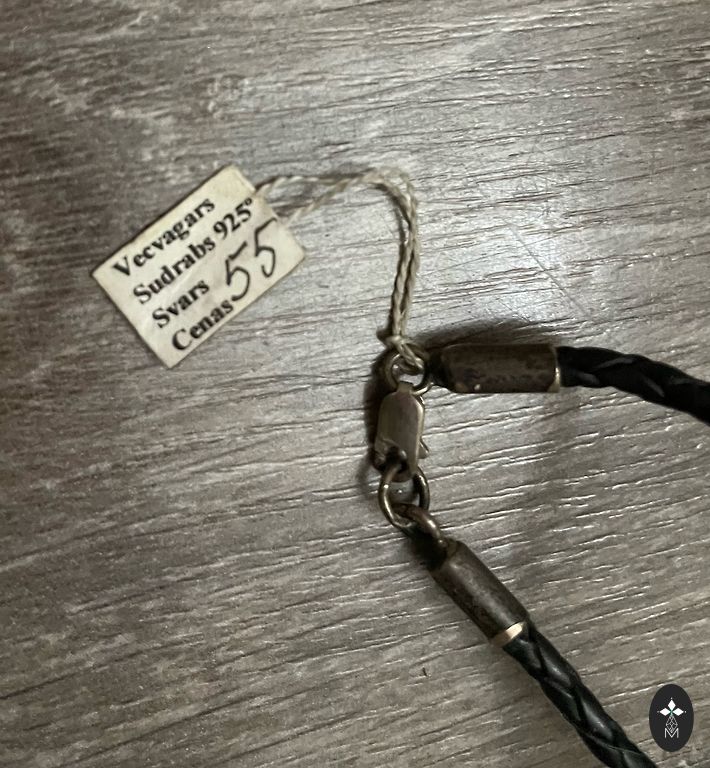 Vecvagars
Sudrabs 925°
Svars
Cenas 55
M